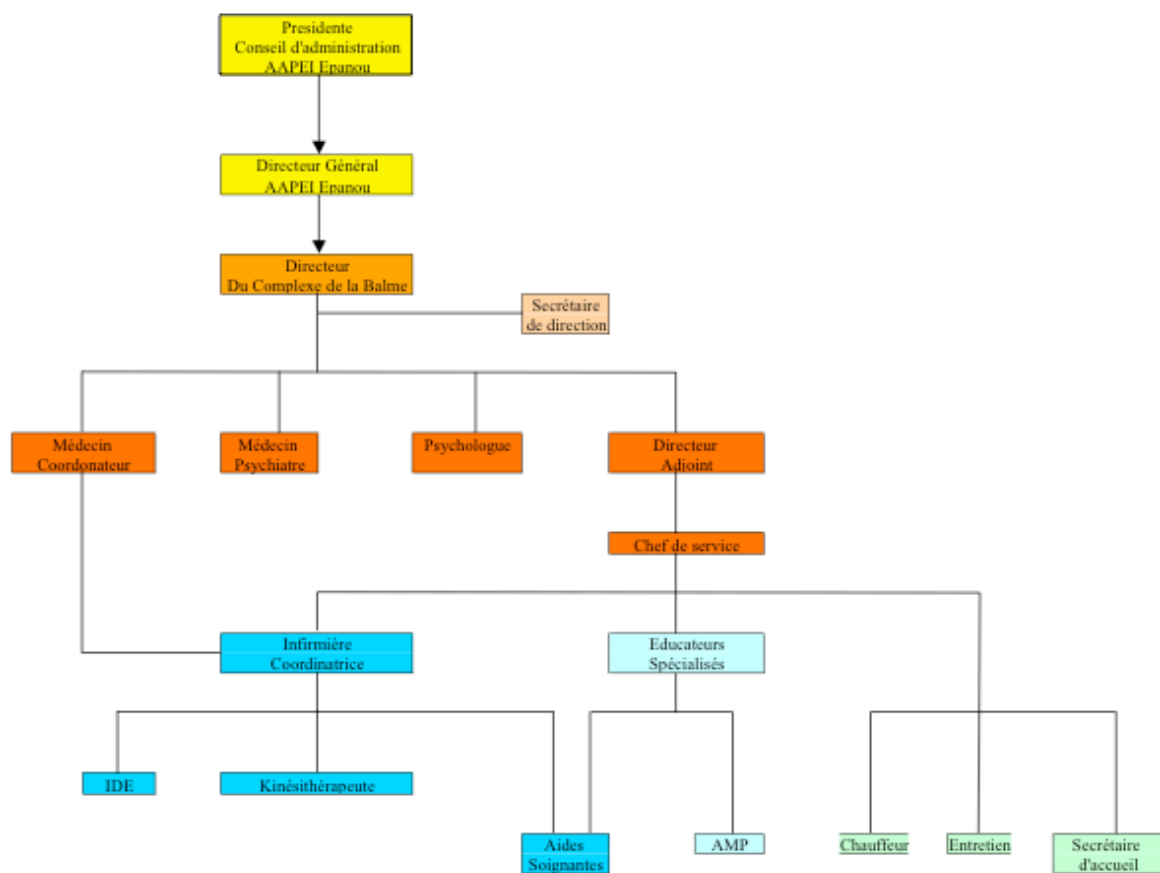 Presidente
Conseil d'administration
AAPEI Epanou
Directeur Général
AAPEI Epanou
Directeur
Du Complexe de la Balme
Secrétaire
de direction
Médecin
Coordonateur
Médecin
Psychiatre
Psychologue
Directeur
Adjoint
Chef de service
Infirmière
Coordinatrice
Educateurs
Spécialisés
IDE
Kinésithérapeute
Aides
Soignantes
AMP
Chauffeur
Entretien
Secrétaire
d'accueil